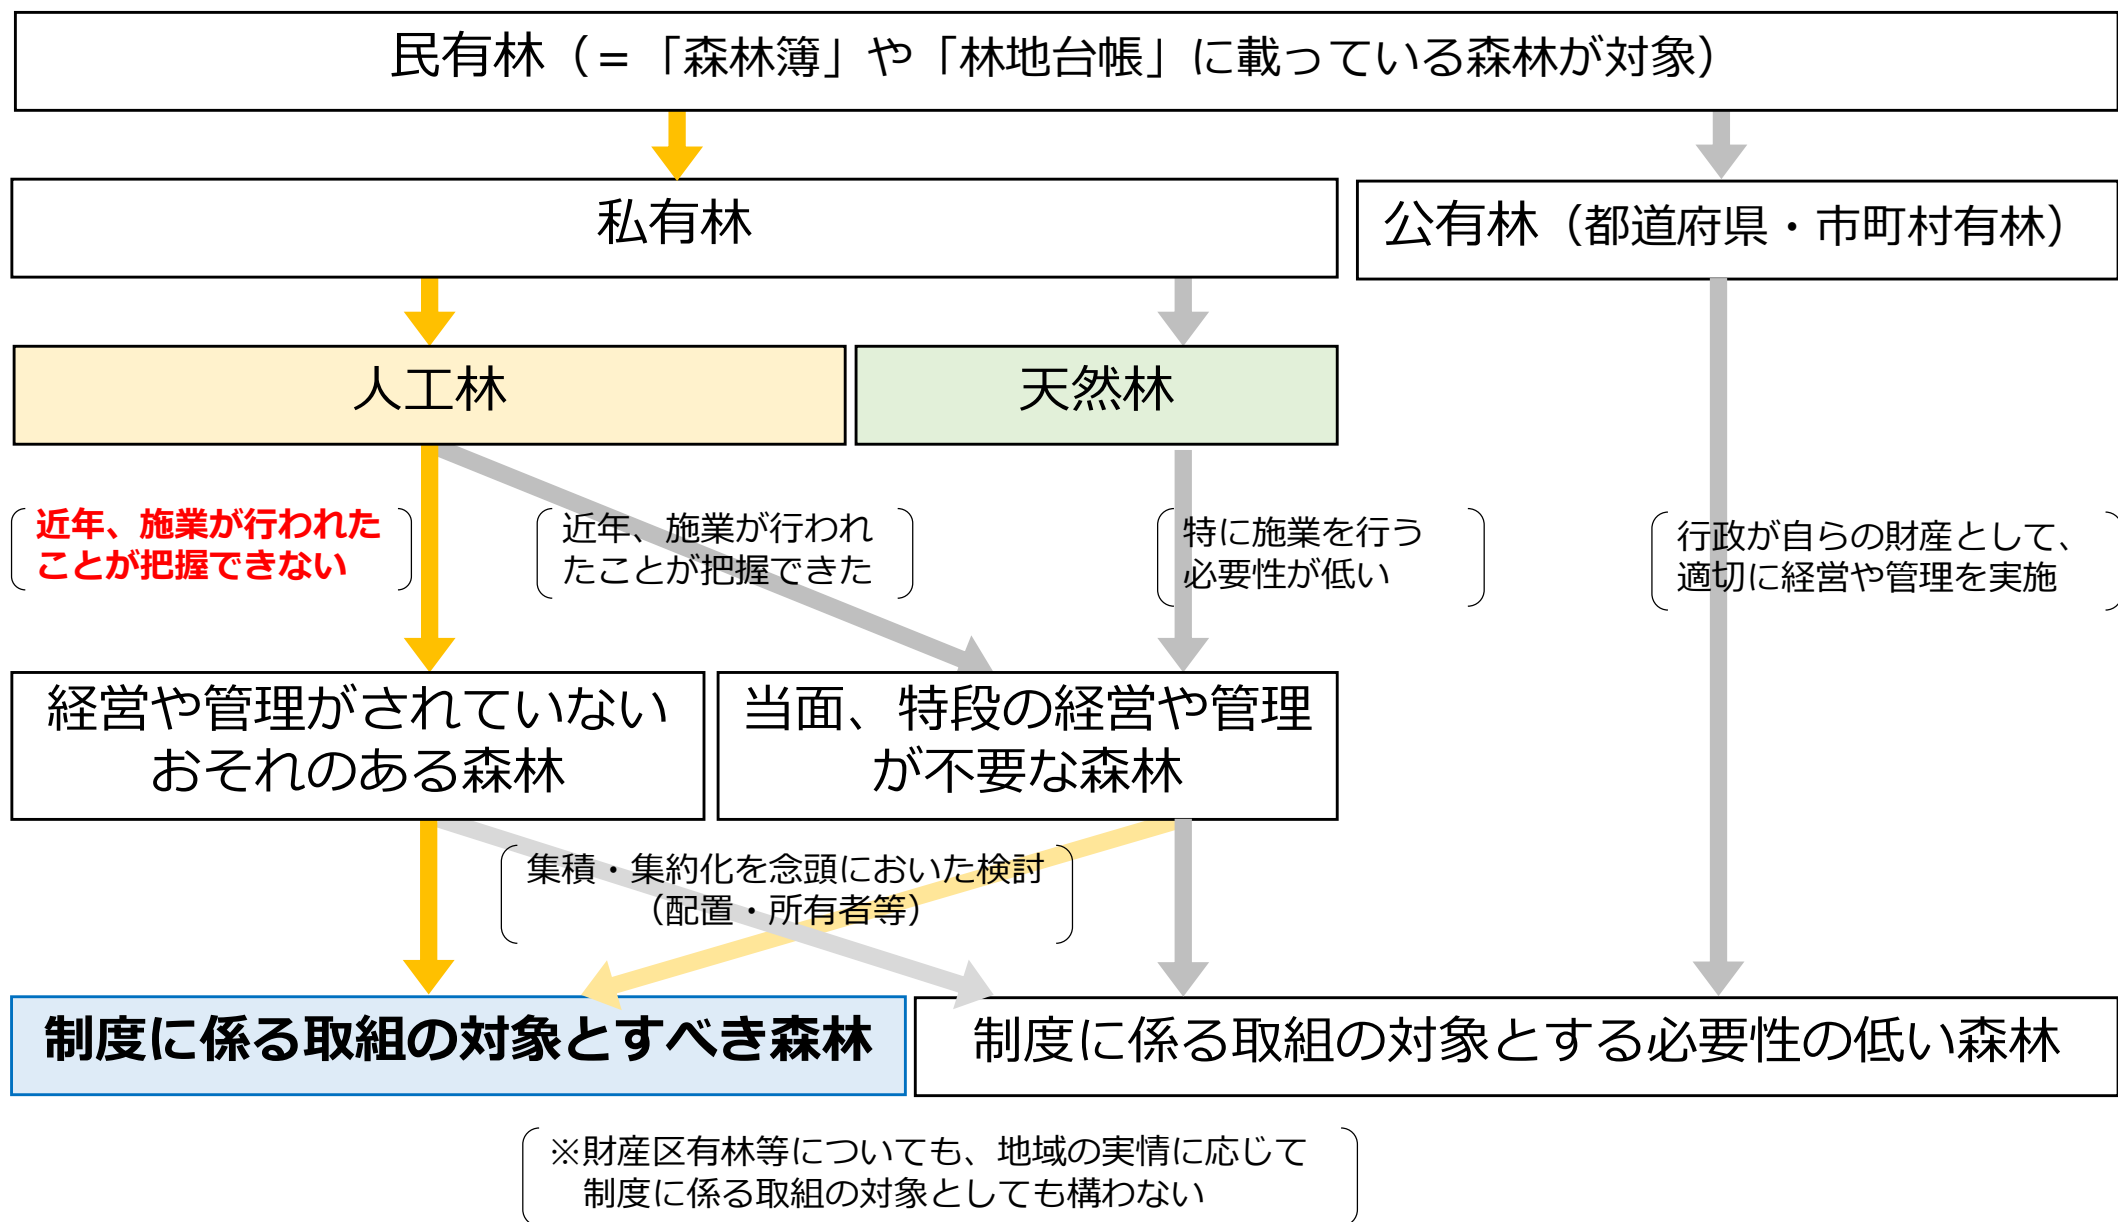 民有林（＝「森林簿」や「林地台帳」に載っている森林が対象）
私有林
公有林（都道府県・市町村有林）
人工林
天然林
近年、施業が行われた
ことが把握できない
近年、施業が行われ
たことが把握できた
特に施業を行う
必要性が低い
行政が自らの財産として、
適切に経営や管理を実施
経営や管理がされていない
おそれのある森林
当面、特段の経営や管理
が不要な森林
集積・集約化を念頭においた検討
（配置・所有者等）
制度に係る取組の対象とすべき森林
制度に係る取組の対象とする必要性の低い森林
※財産区有林等についても、地域の実情に応じて
制度に係る取組の対象としても構わない